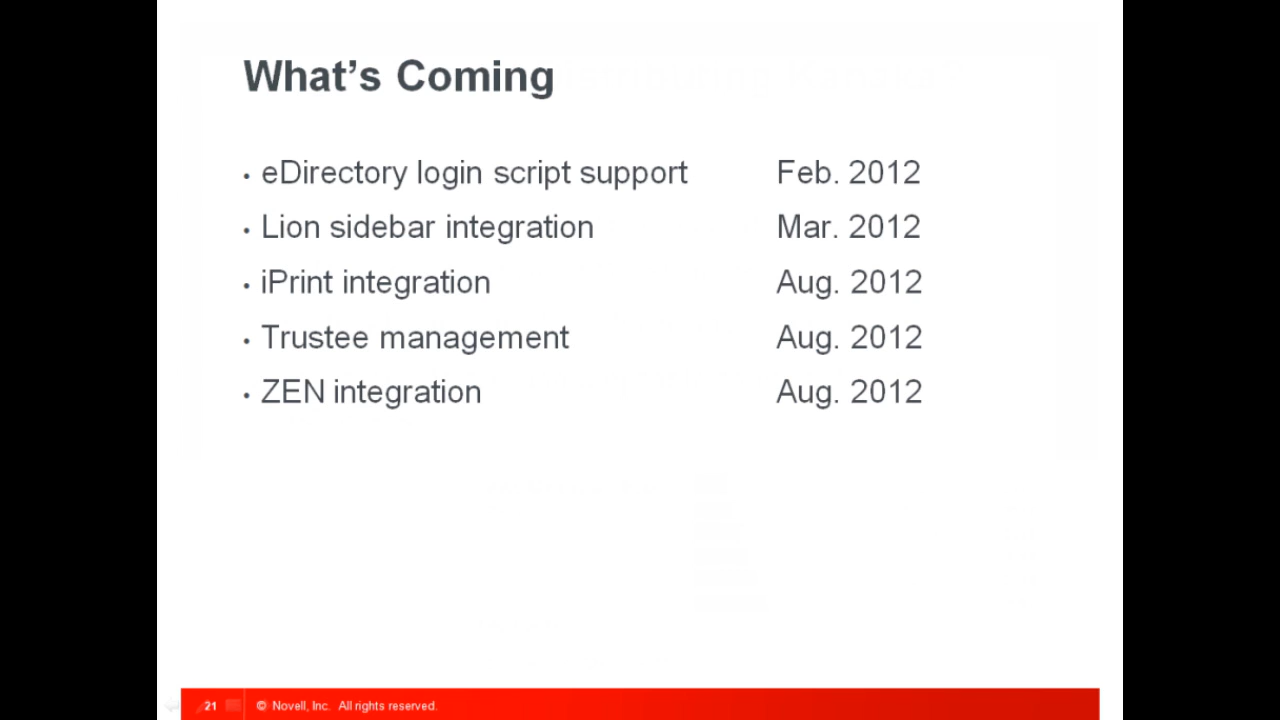 What's Coming
• eDirectory login script support Feb. 2012
• Lion sidebar integration Mar. 2012
• iPrint integration Aug. 2012
• Trustee management Aug. 2012
• ZEN integration Aug. 2012
21 © Novell, Inc. All rights reserved.